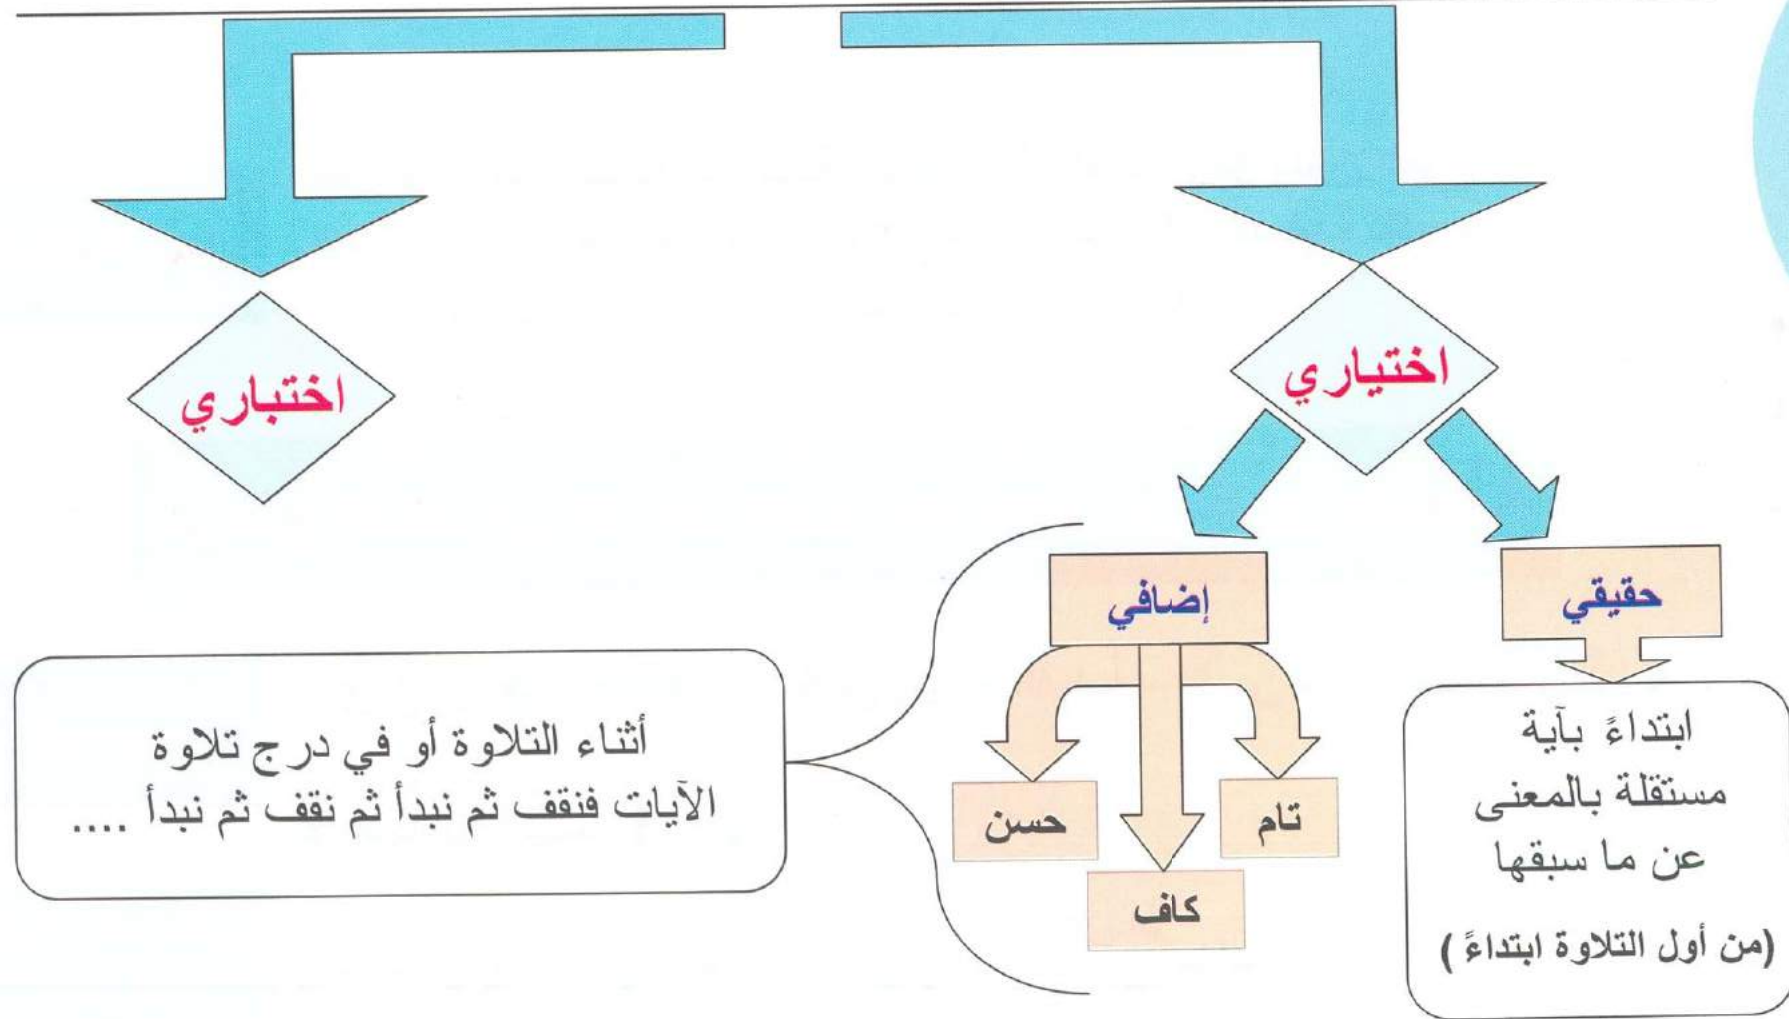 اختياري
اختباري
حقيقي
إضافي
ابتداءً بآية
مستقلة بالمعنى
عن ما سبقها
(من أول التلاوة ابتداءً)
تام
كاف
حسن
أثناء التلاوة أو في درج تلاوة
الآيات فنقف ثم نبدأ ثم نقف ثم نبدأ ....